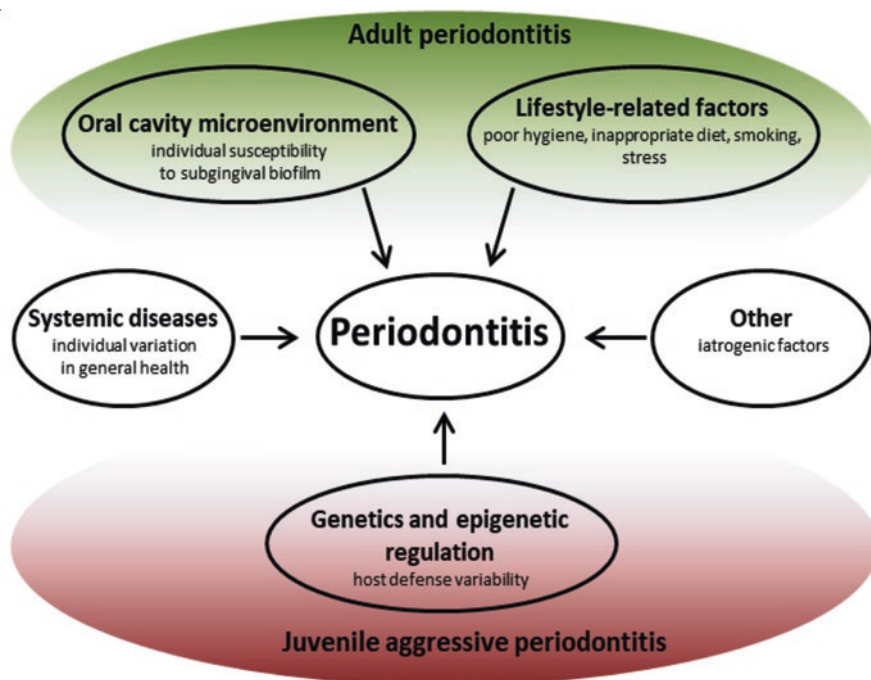 Adult periodontitis
Oral cavity microenvironment
individual susceptibility
to subgingival biofilm
Lifestyle-related factors
poor hygiene, inappropriate diet, smoking,
stress
Systemic diseases
individual variation
in general health
Periodontitis
Other
iatrogenic factors
Genetics and epigenetic
regulation
host defense variability
Juvenile aggressive periodontitis